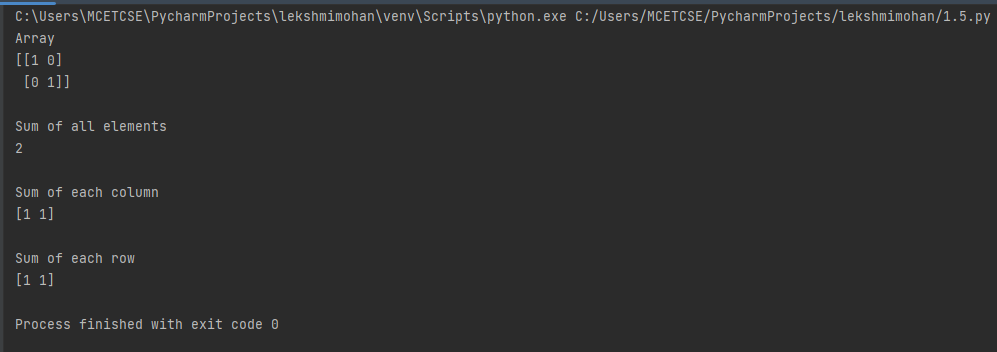 C:\Users\MCETCSE\PycharmProjects\lekshmimohan\venv\Scripts\python.exe C:/Users/MCETCSE/PycharmProjects/lekshmimohan/1.5.py
Array
[[1 0]
 [0 1]]
Sum of all elements
2
Sum of each column
[1 1]
Sum of each row
[1 1]
Process finished with exit code 0